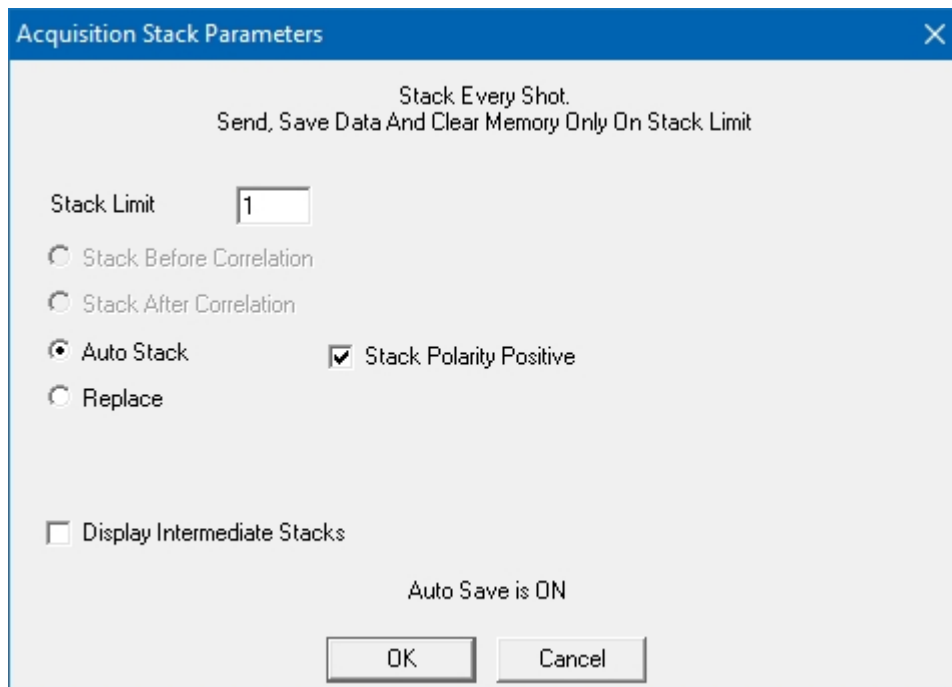 Acquisition Stack Parameters
Stack Every Shot.
Send, Save Data And Clear Memory Only On Stack Limit
Stack Limit 1
Stack Before Correlation
Stack After Correlation
Auto Stack Stack Polarity Positive
Replace
Display Intermediate Stacks
Auto Save is ON
OK Cancel